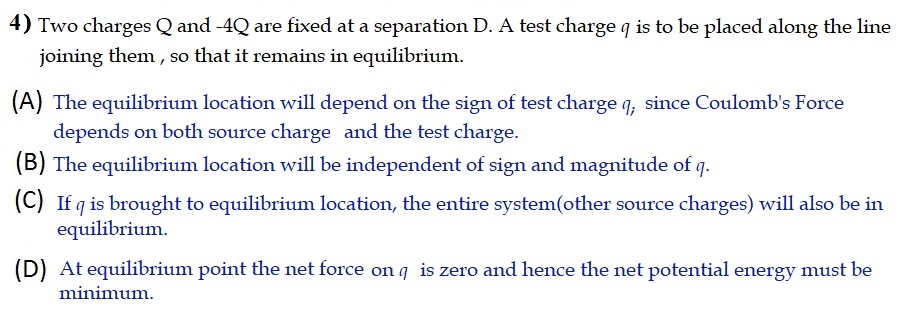 4) Two charges Q and -4Q are fixed at a separation D. A test charge q is to be placed along the line
joining them , so that it remains in equilibrium.
(A) The equilibrium location will depend on the sign of test charge q, since Coulomb's Force
depends on both source charge and the test charge.
(B) The equilibrium location will be independent of sign and magnitude of q.
(C) If q is brought to equilibrium location, the entire system(other source charges) will also be in
equilibrium.
(D) At equilibrium point the net force on q is zero and hence the net potential energy must be
minimum.